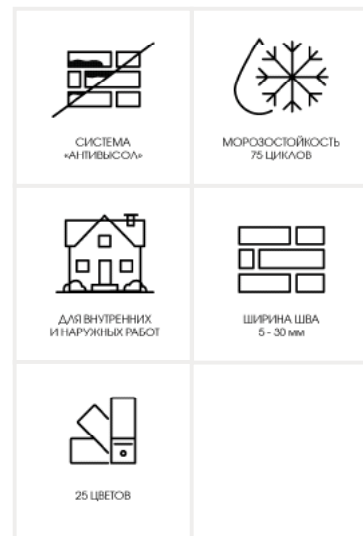 СИСТЕМА
«АНТИВЫСОЛ»
МОРОЗОСТОЙКОСТЬ
75 ЦИКЛОВ
ДЛЯ ВНУТРЕННИХ
И НАРУЖНЫХ РАБОТ
ШИРИНА ШВА
5 - 30 мм
25 ЦВЕТОВ